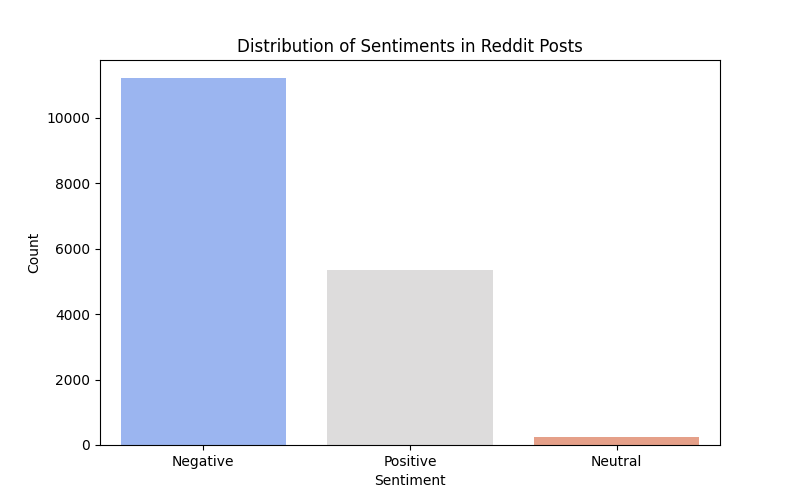 Distribution of Sentiments in Reddit Posts
10000
8000
6000
4000
2000
0
Count
Negative
Positive
Neutral
Sentiment